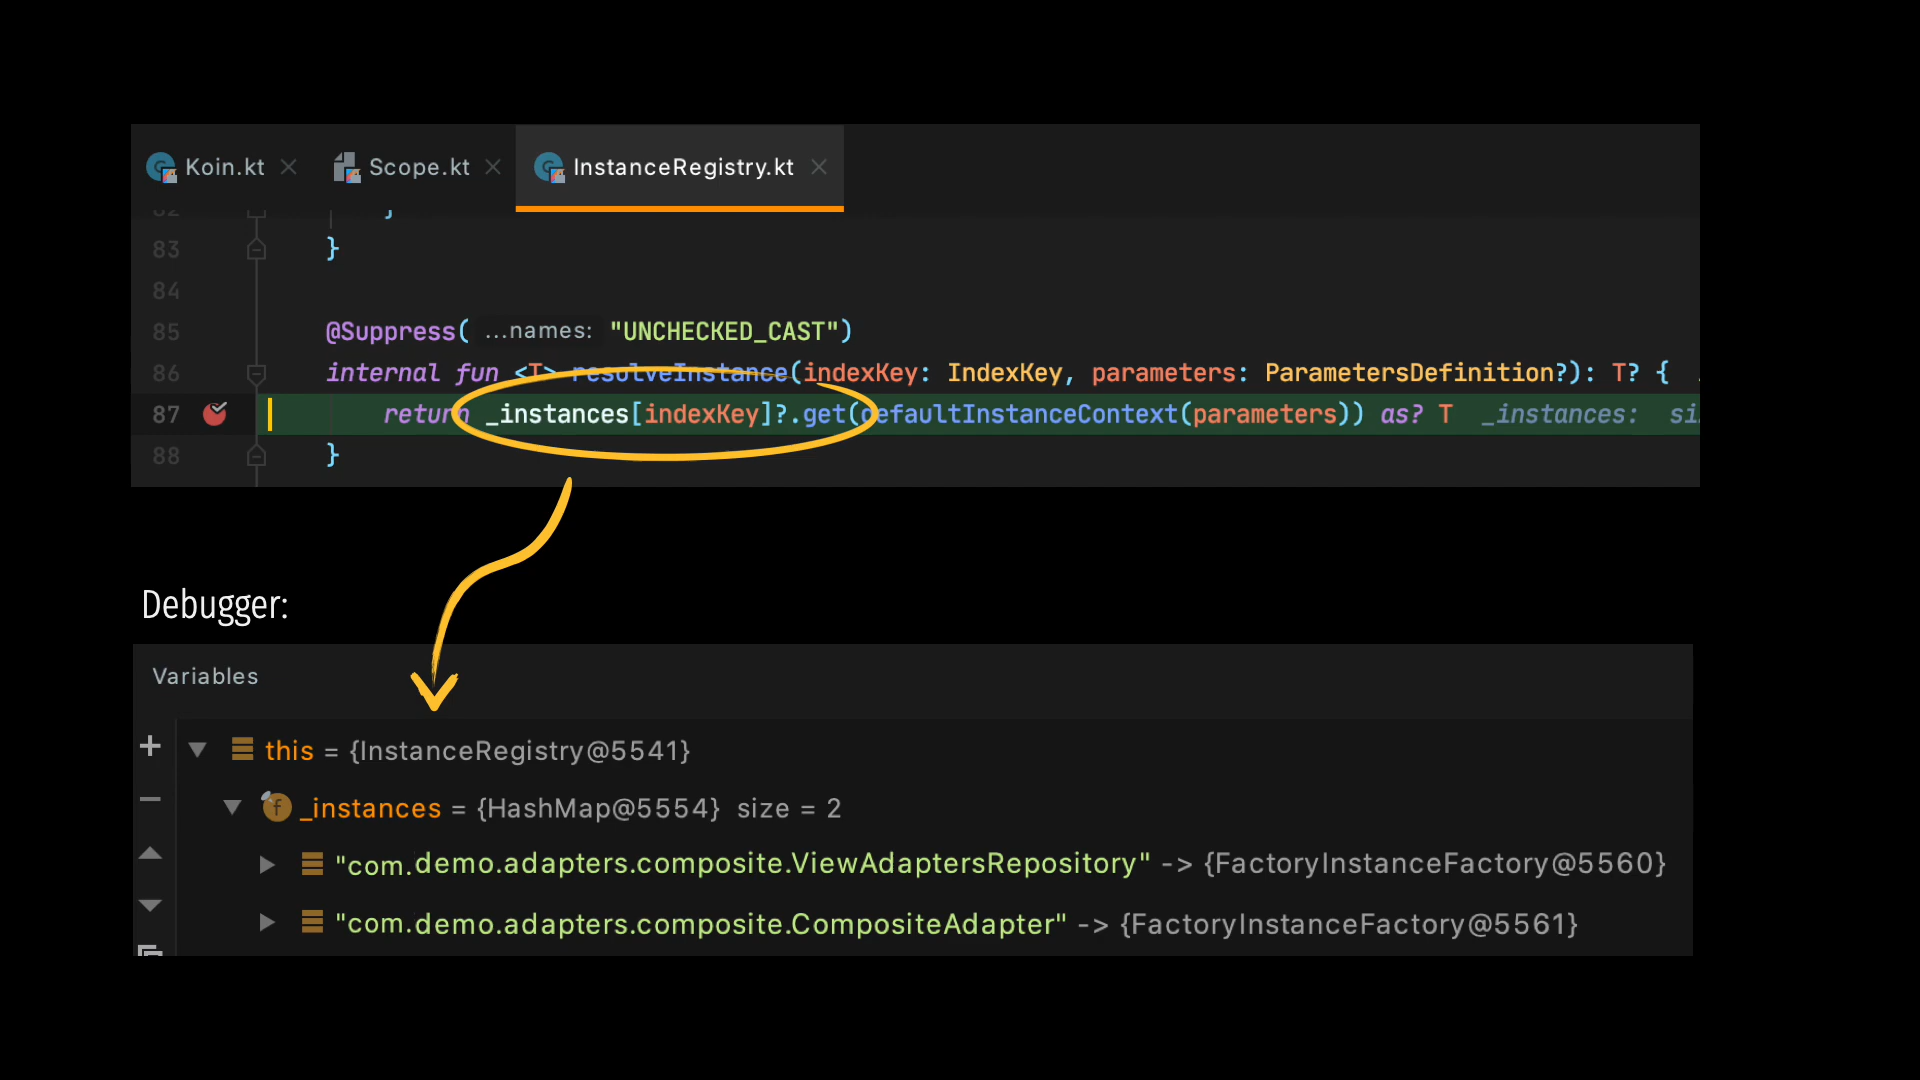 Koin.kt Scope.kt InstanceRegistry.kt
82 }
83 }
84
85 @Suppress( ...names: "UNCHECKED_CAST")
86 internal fun <T> resolveInstance(indexKey: IndexKey, parameters: ParametersDefinition?): T? {
87 return _instances[indexKey]?.get(defaultInstanceContext(parameters)) as? T _instances: si
88 }
Debugger:
Variables
this = {InstanceRegistry@5541}
_instances = {HashMap@5554} size = 2
"com.demo.adapters.composite.ViewAdaptersRepository" -> {FactoryInstanceFactory@5560}
"com.demo.adapters.composite.CompositeAdapter" -> {FactoryInstanceFactory@5561}